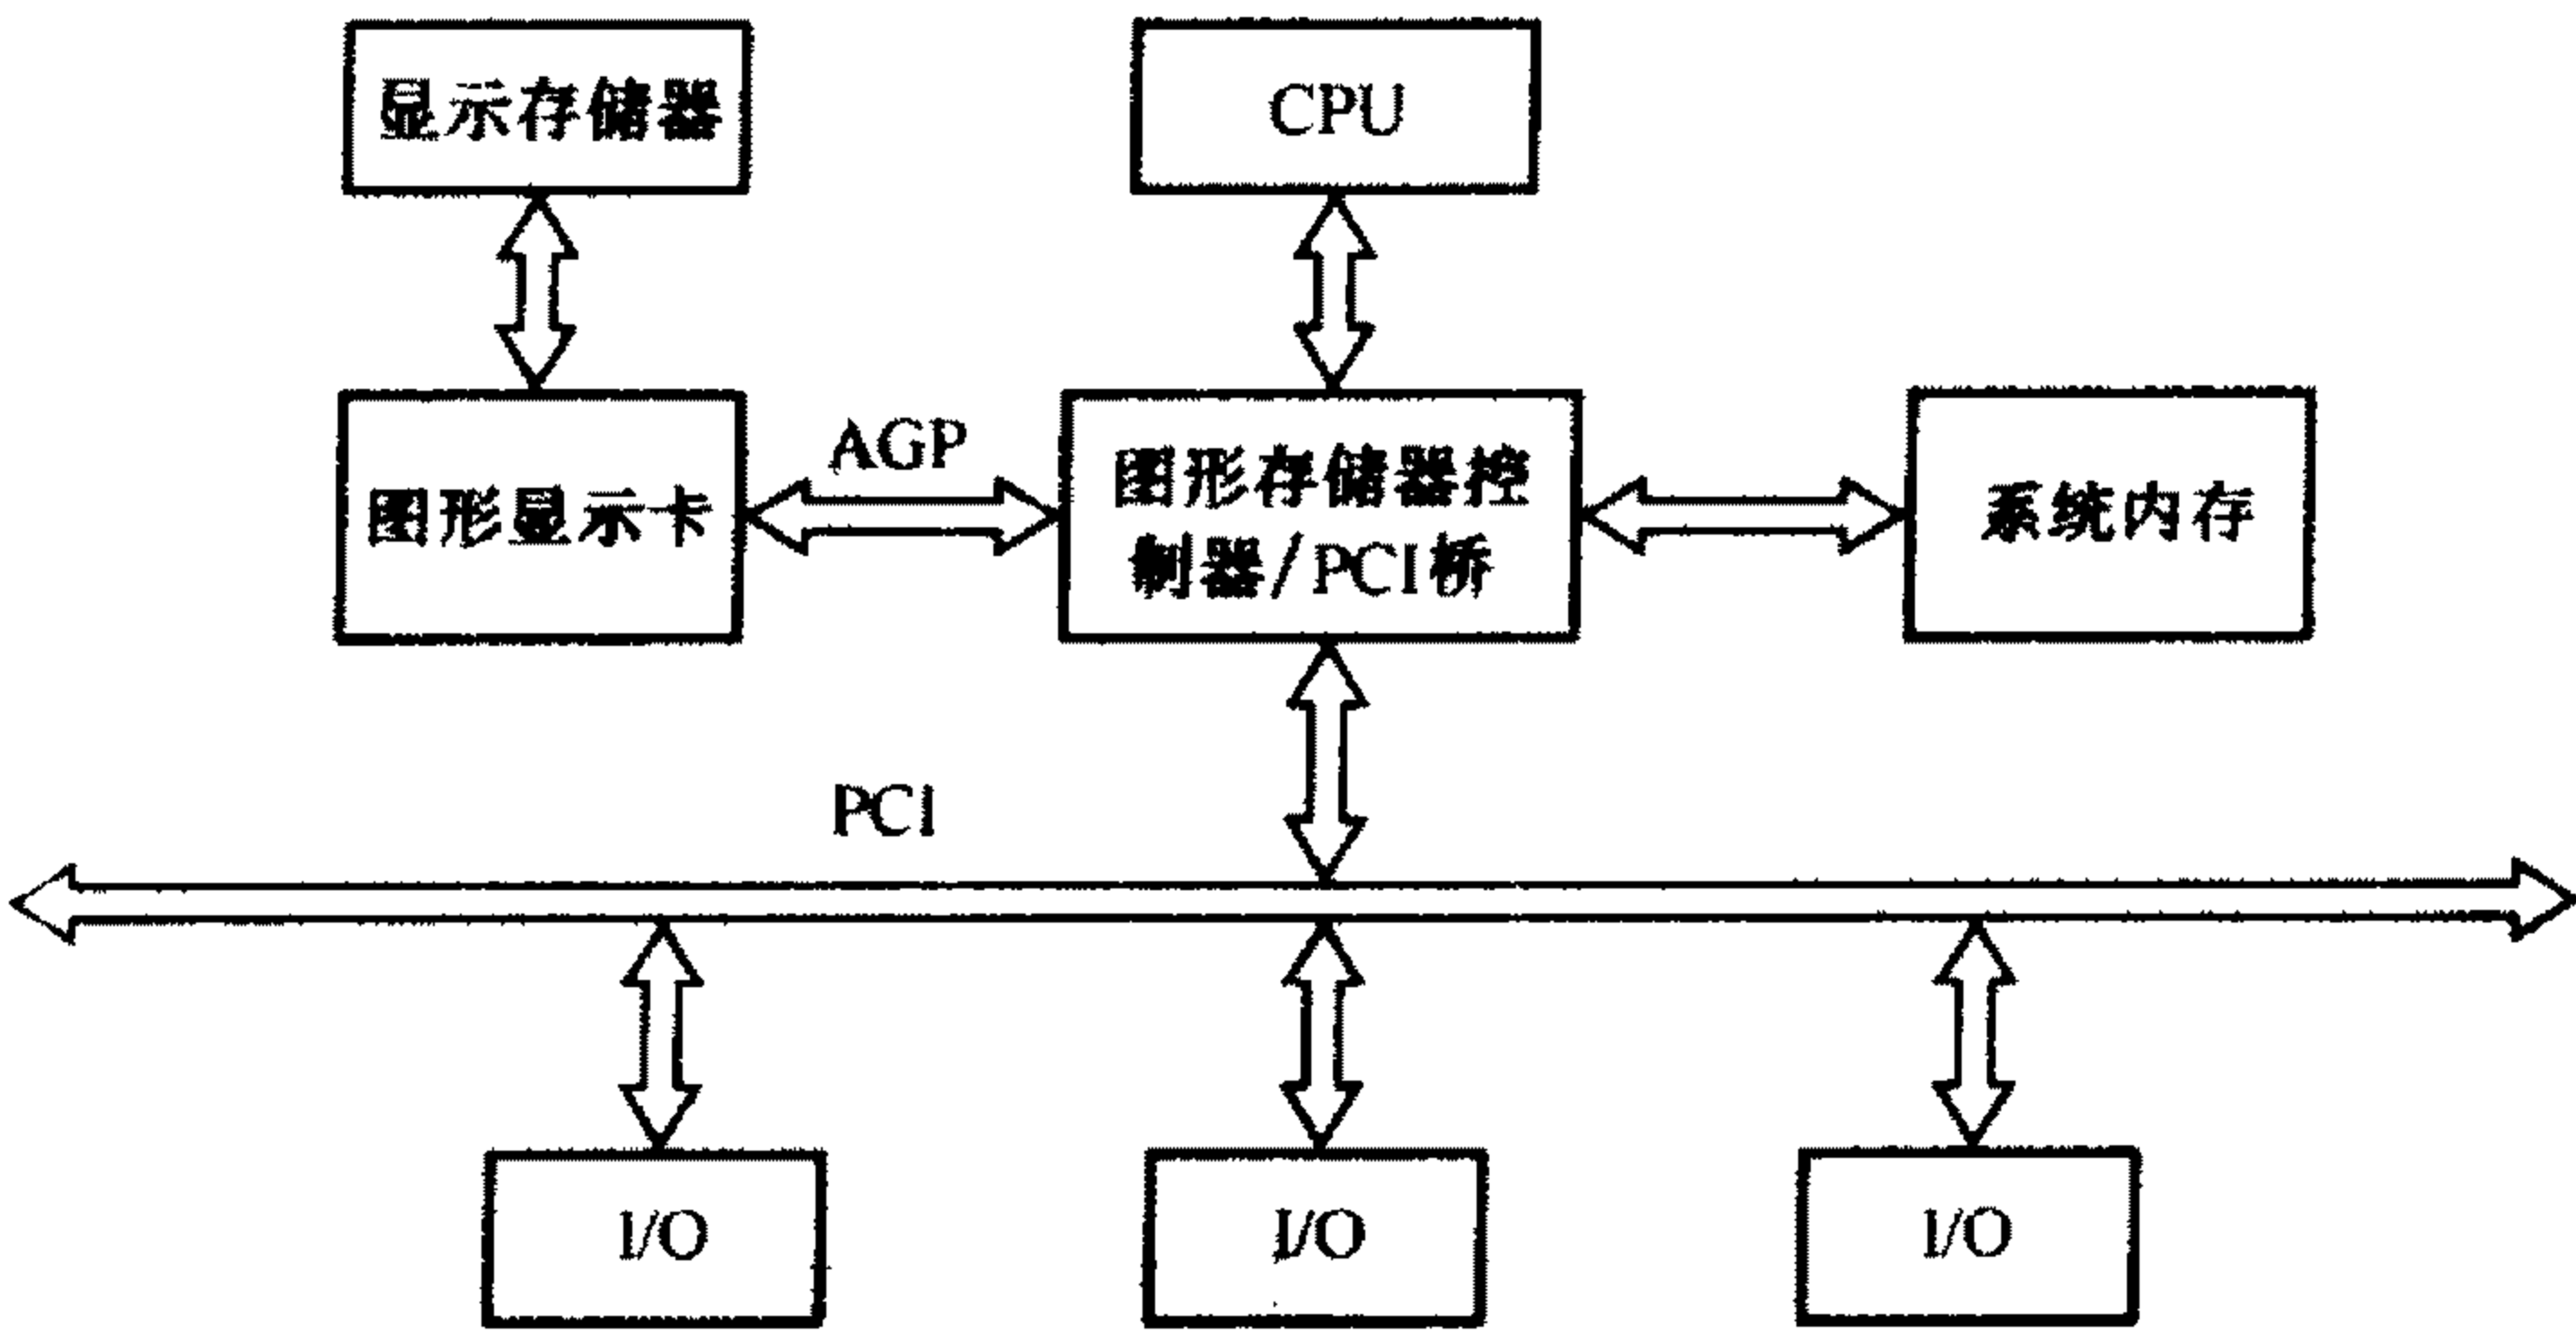 显示存储器
CPU
图形显示卡
AGP
图形存储器控
制器/PCI桥
系统内存
PCI
I/O
I/O
I/O